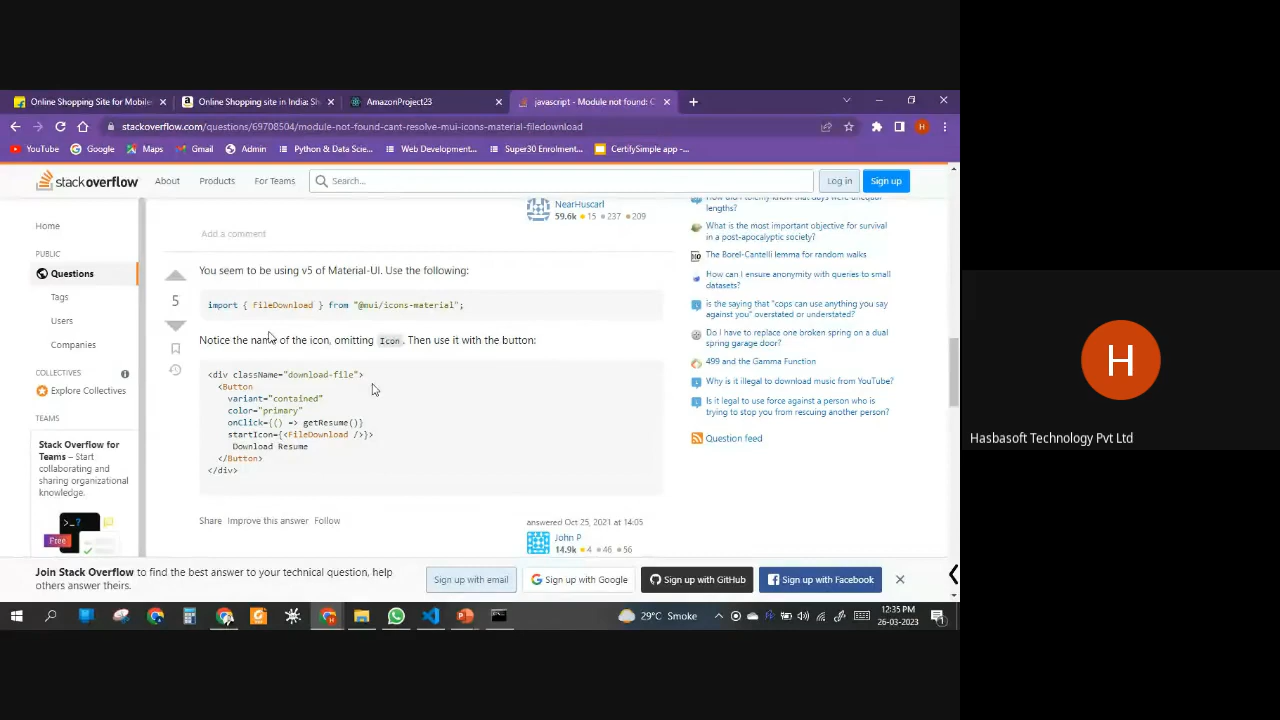 Online Shopping Site for Mobile
Online Shopping site in India: Sh
AmazonProject23
javascript - Module not found: C
stackoverflow.com/questions/69708504/module-not-found-cant-resolve-mui-icons-material-filedownload
H
YouTube
Google
Maps
Gmail
Admin
Python & Data Scie...
Web Development...
Super30 Enrolment...
CertifySimple app -...
stackoverflow
About
Products
For Teams
Search...
Log in
Sign up
Home
PUBLIC
Questions
Tags
Users
Companies
COLLECTIVES
Explore Collectives
TEAMS
Stack Overflow for
Teams – Start
collaborating and
sharing organizational
knowledge.
>_?
Free
NearHuscarl
59.6k 15 237 209
Add a comment
You seem to be using v5 of Material-UI. Use the following:
5
import { FileDownload } from "@mui/icons-material";
Notice the name of the icon, omitting Icon. Then use it with the button:
<div className="download-file">
<Button
variant="contained"
color="primary"
onClick={() => getResume()}
startIcon={<FileDownload />}>
Download Resume
</Button>
</div>
Share Improve this answer Follow
answered Oct 25, 2021 at 14:05
John P
14.9k 4 46 56
lengths?
What is the most important objective for survival
in a post-apocalyptic society?
The Borel-Cantelli lemma for random walks
How can I ensure anonymity with queries to small
datasets?
is the saying that "cops can use anything you say
against you" overstated or understated?
Do I have to replace one broken spring on a dual
spring garage door?
499 and the Gamma Function
Why is it illegal to download music from YouTube?
Is it legal to use force against a person who is
trying to stop you from rescuing another person?
Question feed
Join Stack Overflow to find the best answer to your technical question, help
others answer theirs.
Sign up with email
Sign up with Google
Sign up with GitHub
Sign up with Facebook
29°C Smoke
12:35 PM
26-03-2023
H
Hasbasoft Technology Pvt Ltd